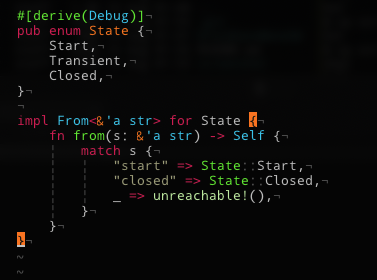 #[derive(Debug)]¬
pub enum State {¬
    Start,¬
    Transient,¬
    Closed,¬
}¬
¬
impl From<&'a str> for State {¬
    fn from(s: &'a str) -> Self {¬
    ¦   match s {¬
    ¦   ¦   "start" => State::Start,¬
    ¦   ¦   "closed" => State::Closed,¬
    ¦   ¦   _ => unreachable!(),¬
    ¦   }¬
    }¬
}¬
~
~